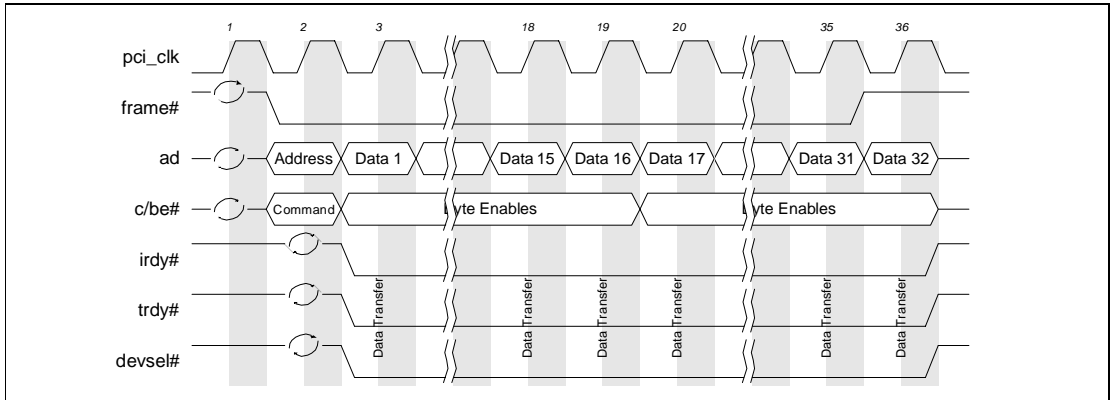 1 2 3 18 19 20 35 36
pci_clk
frame#
ad Address Data 1 Data 15 Data 16 Data 17 Data 31 Data 32
c/be# Command yte Enables yte Enables
irdy#
trdy#
Data Transfer
Data Transfer
Data Transfer
Data Transfer
Data Transfer
Data Transfer
devsel#